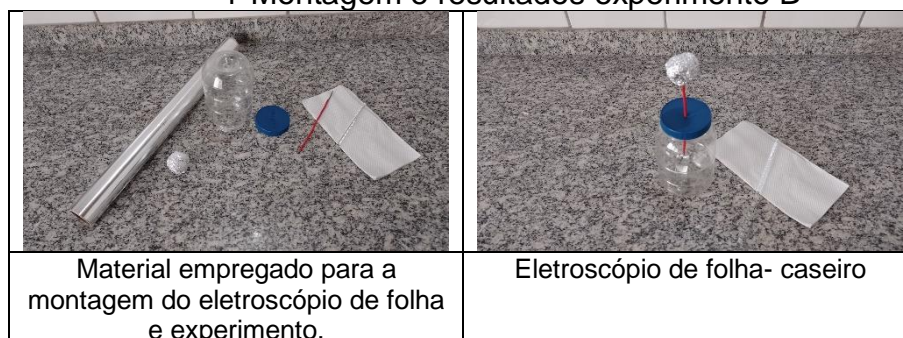 Montagem e resultados experimento B
Material empregado para a
montagem do eletroscópio de folha
e experimento.
Eletroscópio de folha- caseiro